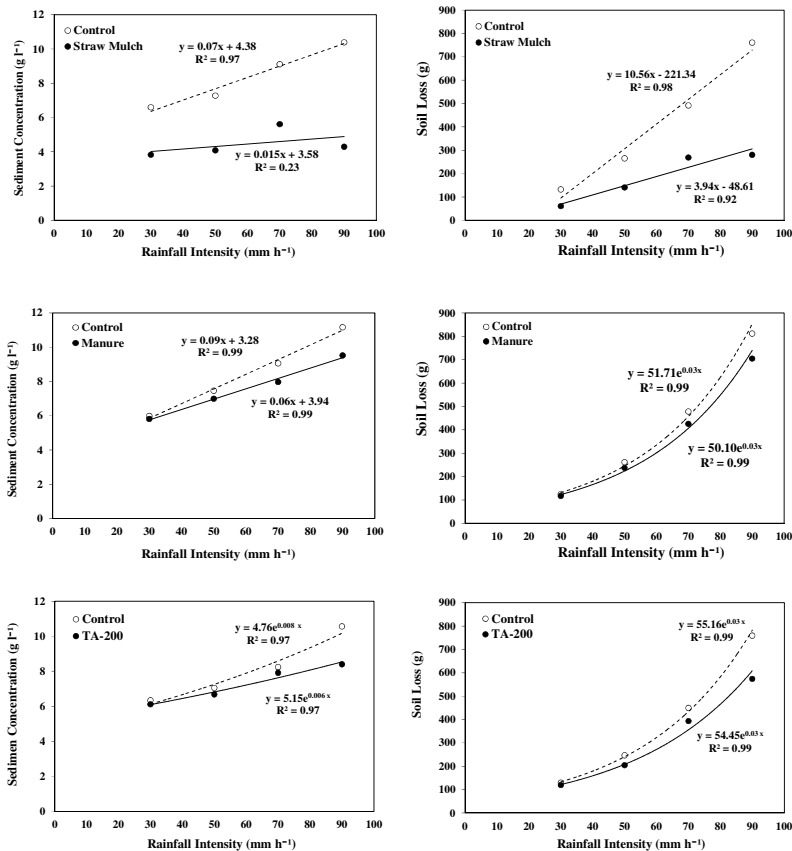 Control
Straw Mulch
y = 0.07x + 4.38
R² = 0.97
y = 0.015x + 3.58
R² = 0.23
Sediment Concentration (g l⁻¹)
12
10
8
6
4
2
0
0 10 20 30 40 50 60 70 80 90 100
Rainfall Intensity (mm h⁻¹)
Control
Straw Mulch
y = 10.56x - 221.34
R² = 0.98
y = 3.94x - 48.61
R² = 0.92
Soil Loss (g)
900
800
700
600
500
400
300
200
100
0
0 10 20 30 40 50 60 70 80 90 100
Rainfall Intensity (mm h⁻¹)
Control
Manure
y = 0.09x + 3.28
R² = 0.99
y = 0.06x + 3.94
R² = 0.99
Sediment Concentration (g l⁻¹)
12
10
8
6
4
2
0
0 10 20 30 40 50 60 70 80 90 100
Rainfall Intensity (mm h⁻¹)
Control
Manure
y = 51.71e^0.03x
R² = 0.99
y = 50.10e^0.03x
R² = 0.99
Soil Loss (g)
900
800
700
600
500
400
300
200
100
0
0 10 20 30 40 50 60 70 80 90 100
Rainfall Intensity (mm h⁻¹)
Control
TA-200
y = 4.76e^0.008 x
R² = 0.97
y = 5.15e^0.006 x
R² = 0.97
Sedimen Concentration (g l⁻¹)
12
10
8
6
4
2
0
0 10 20 30 40 50 60 70 80 90 100
Rainfall Intensity (mm h⁻¹)
Control
TA-200
y = 55.16e^0.03 x
R² = 0.99
y = 54.45e^0.03 x
R² = 0.99
Soil Loss (g)
900
800
700
600
500
400
300
200
100
0
0 10 20 30 40 50 60 70 80 90 100
Rainfall Intensity (mm h⁻¹)